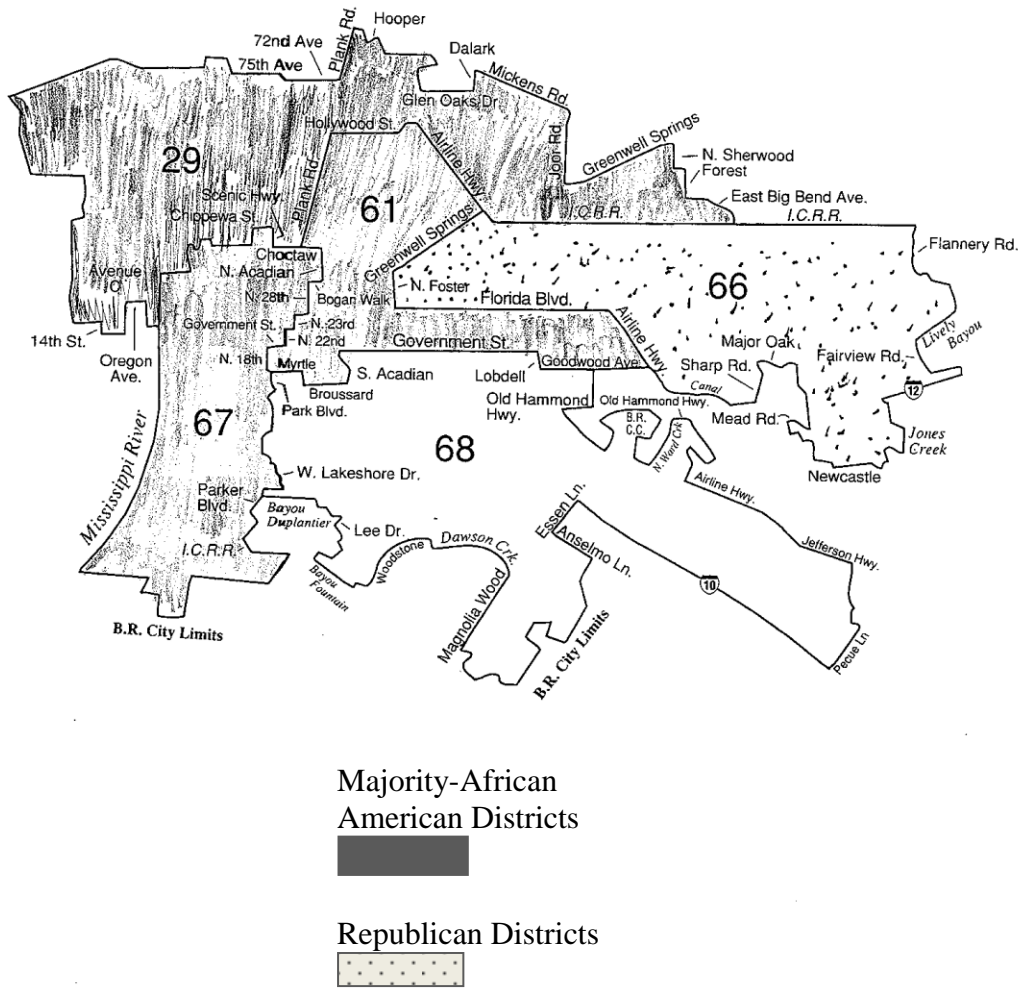 Hooper
Plank Rd.
72nd Ave
75th Ave
Dalark
Mickens Rd.
Glen Oaks Dr.
Hollywood St.
Airline Hwy.
Joor Rd.
Greenwell Springs
N. Sherwood
Forest
East Big Bend Ave.
I.C.R.R.
I.C.R.R.
29
Scenic Hwy.
Chippewa St.
Plank Rd
61
Greenwell Springs
Flannery Rd.
Choctaw
N. Acadian
Avenue
C
N. 28th
Bogan Walk
N. Foster
Florida Blvd.
66
14th St.
Oregon
Ave.
Government St.
N. 23rd
N. 22nd
N. 18th
Myrtle
Government St.
Airline Hwy.
Major Oak
Lively
Bayou
Fairview Rd.
Goodwood Ave.
Sharp Rd.
S. Acadian
Lobdell
Canal
12
Broussard
Park Blvd.
Old Hammond
Hwy.
Old Hammond Hwy.
B.R.
C.C.
Mead Rd.
67
68
N. Ward Crk
Jones
Creek
Newcastle
Mississippi River
W. Lakeshore Dr.
Parker
Blvd.
Bayou
Duplantier
Airline Hwy.
Essen Ln.
Lee Dr.
Anselmo Ln.
Dawson Crk.
Woodstone
Jefferson Hwy.
I.C.R.R.
Bayou
Fountain
10
Magnolia Wood
B.R. City Limits
B.R. City Limits
Pecue Ln
Majority-African
American Districts
Republican Districts